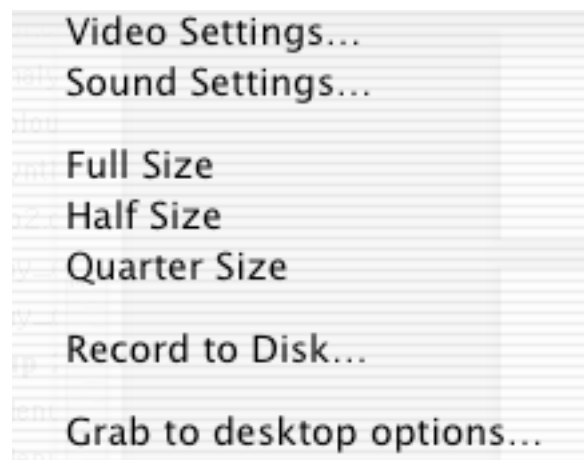 Video Settings...
Sound Settings...
Full Size
Half Size
Quarter Size
Record to Disk...
Grab to desktop options...